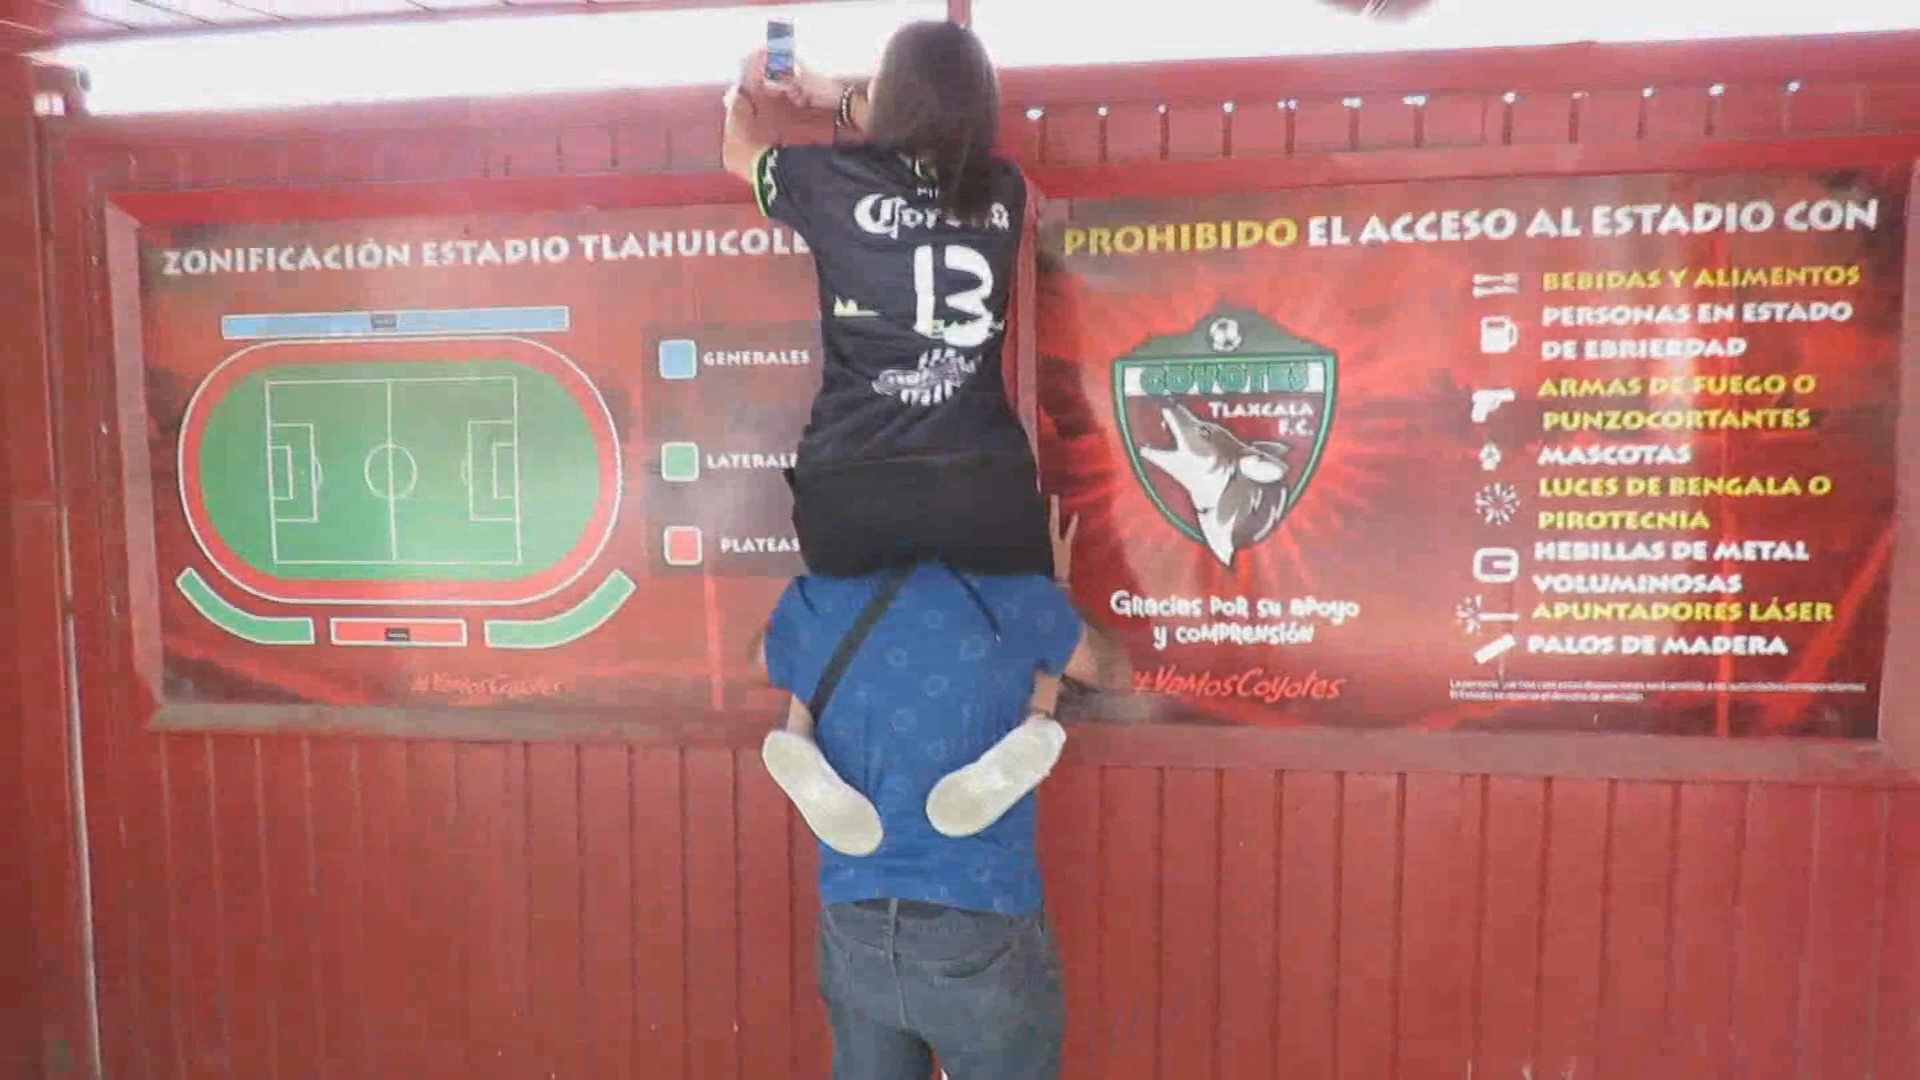 ZONIFICACIÓN ESTADIO TLAHUICOLE
GENERALES
LATERALE
PLATEAS
#VamosCoyotes
Corona
13
PROHIBIDO EL ACCESO AL ESTADIO CON
COYOTES
TLAXCALA
F.C.
Gracias por su apoyo
y comprensión
#VamosCoyotes
BEBIDAS Y ALIMENTOS
PERSONAS EN ESTADO
DE EBRIERDAD
ARMAS DE FUEGO O
PUNZOCORTANTES
MASCOTAS
LUCES DE BENGALA O
PIROTECNIA
HEBILLAS DE METAL
VOLUMINOSAS
APUNTADORES LÁSER
PALOS DE MADERA